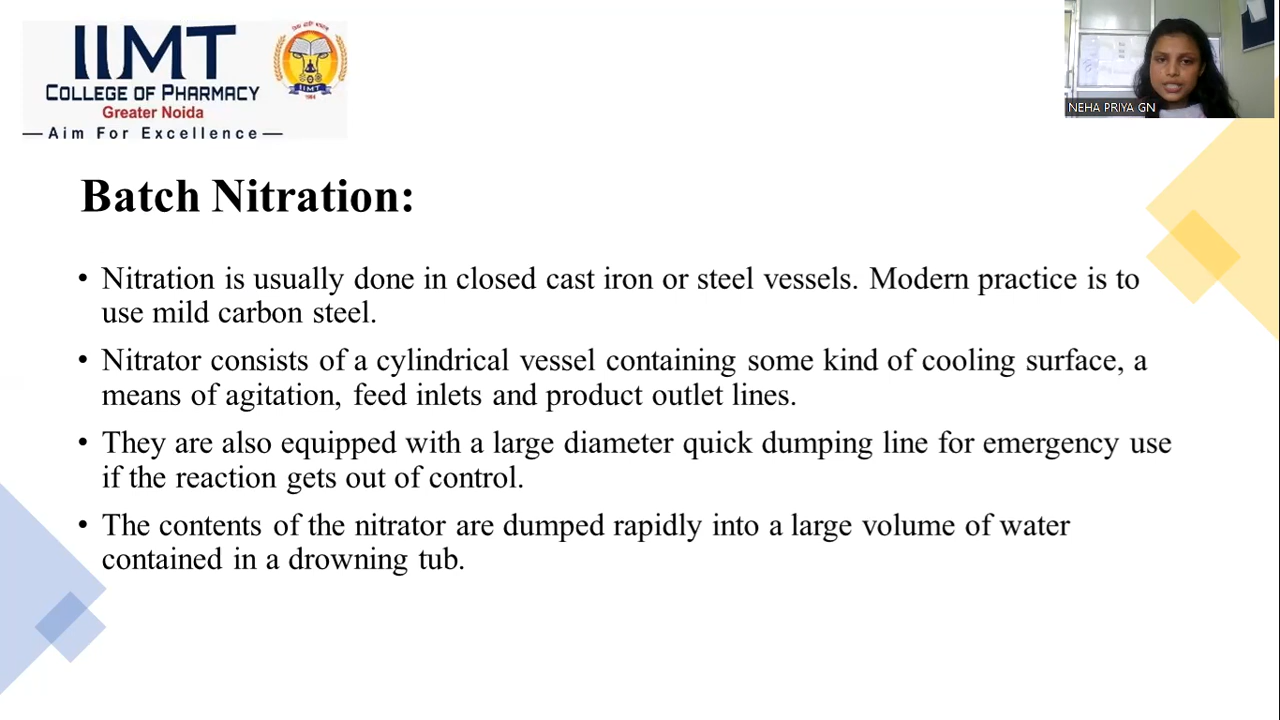 IIMT
COLLEGE OF PHARMACY
Greater Noida
—Aim For Excellence—
IIMT
NEHA PRIYA GN
Batch Nitration:
• Nitration is usually done in closed cast iron or steel vessels. Modern practice is to
use mild carbon steel.
• Nitrator consists of a cylindrical vessel containing some kind of cooling surface, a
means of agitation, feed inlets and product outlet lines.
• They are also equipped with a large diameter quick dumping line for emergency use
if the reaction gets out of control.
• The contents of the nitrator are dumped rapidly into a large volume of water
contained in a drowning tub.